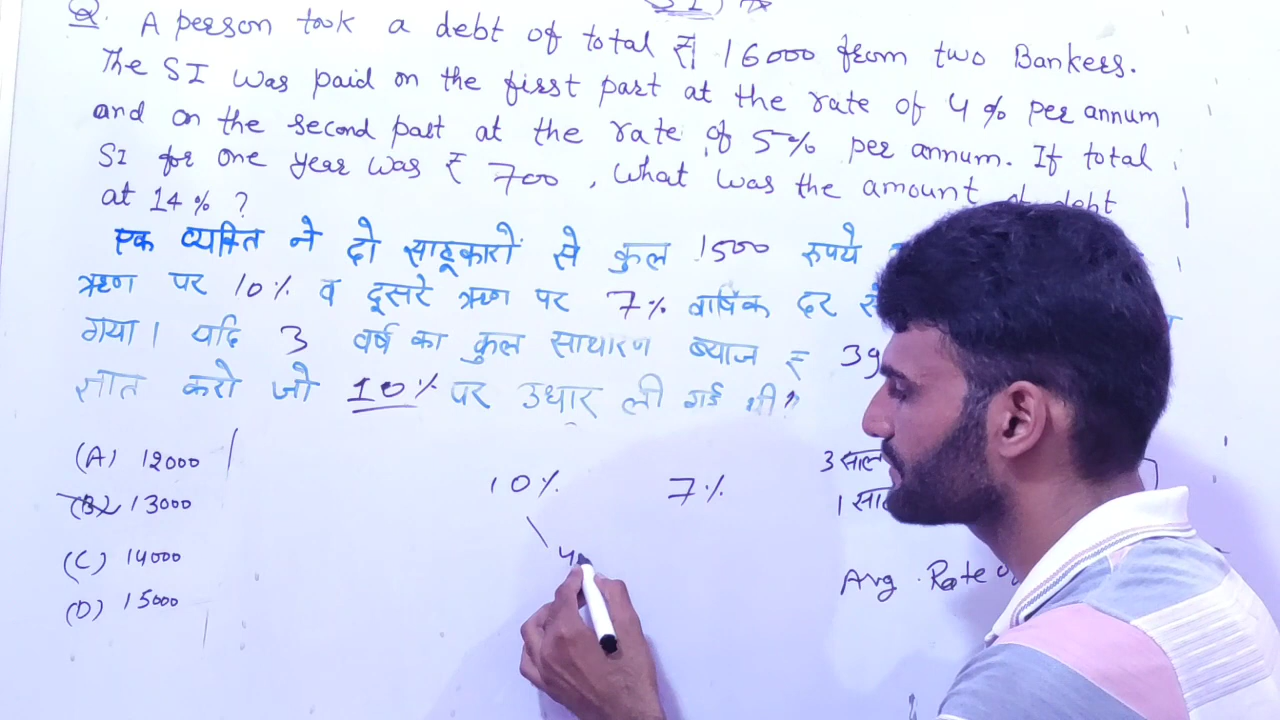 Q. A person took a debt of total ₹ 16000 from two Bankers.
The SI was paid on the first part at the rate of 4% per annum
and on the second part at the rate of 5% per annum. If total
SI for one year was ₹ 700, What was the amount of debt
at 14% ?
एक व्यक्ति ने दो साहूकारों से कुल 1500 रुपये
ऋण पर 10% व दूसरे ऋण पर 7% वार्षिक दर से
गया। यदि 3 वर्ष का कुल साधारण ब्याज ₹ 39
ज्ञात करो जो 10% पर उधार ली गई थी?
(A) 12000
(B) 13000
(C) 14000
(D) 15000
10% 7%
3 साल
1 सा
Avg. Rate o